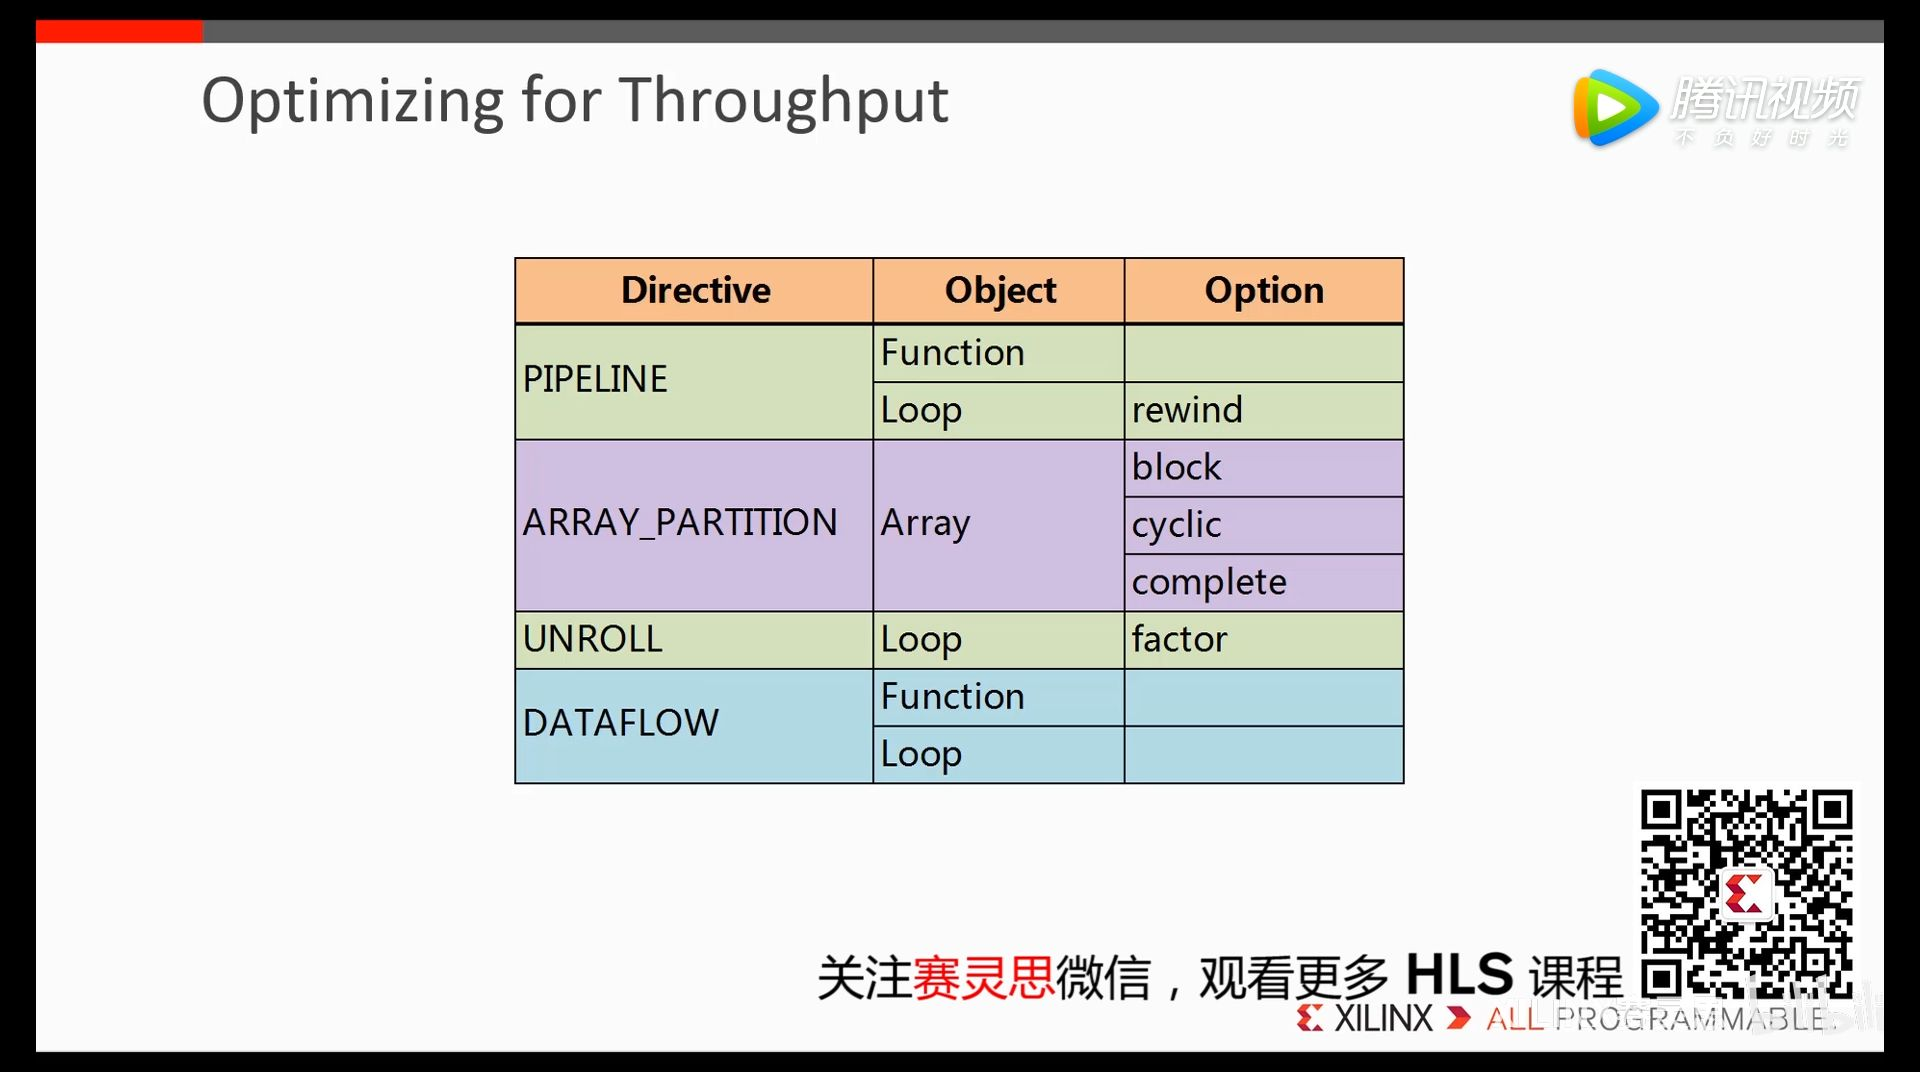 Optimizing for Throughput
腾讯视频
不负好时光
Directive Object Option
PIPELINE Function
Loop rewind
ARRAY_PARTITION Array block
cyclic
complete
UNROLL Loop factor
DATAFLOW Function
Loop
关注赛灵思微信，观看更多 HLS 课程
XILINX ALL PROGRAMMABLE.